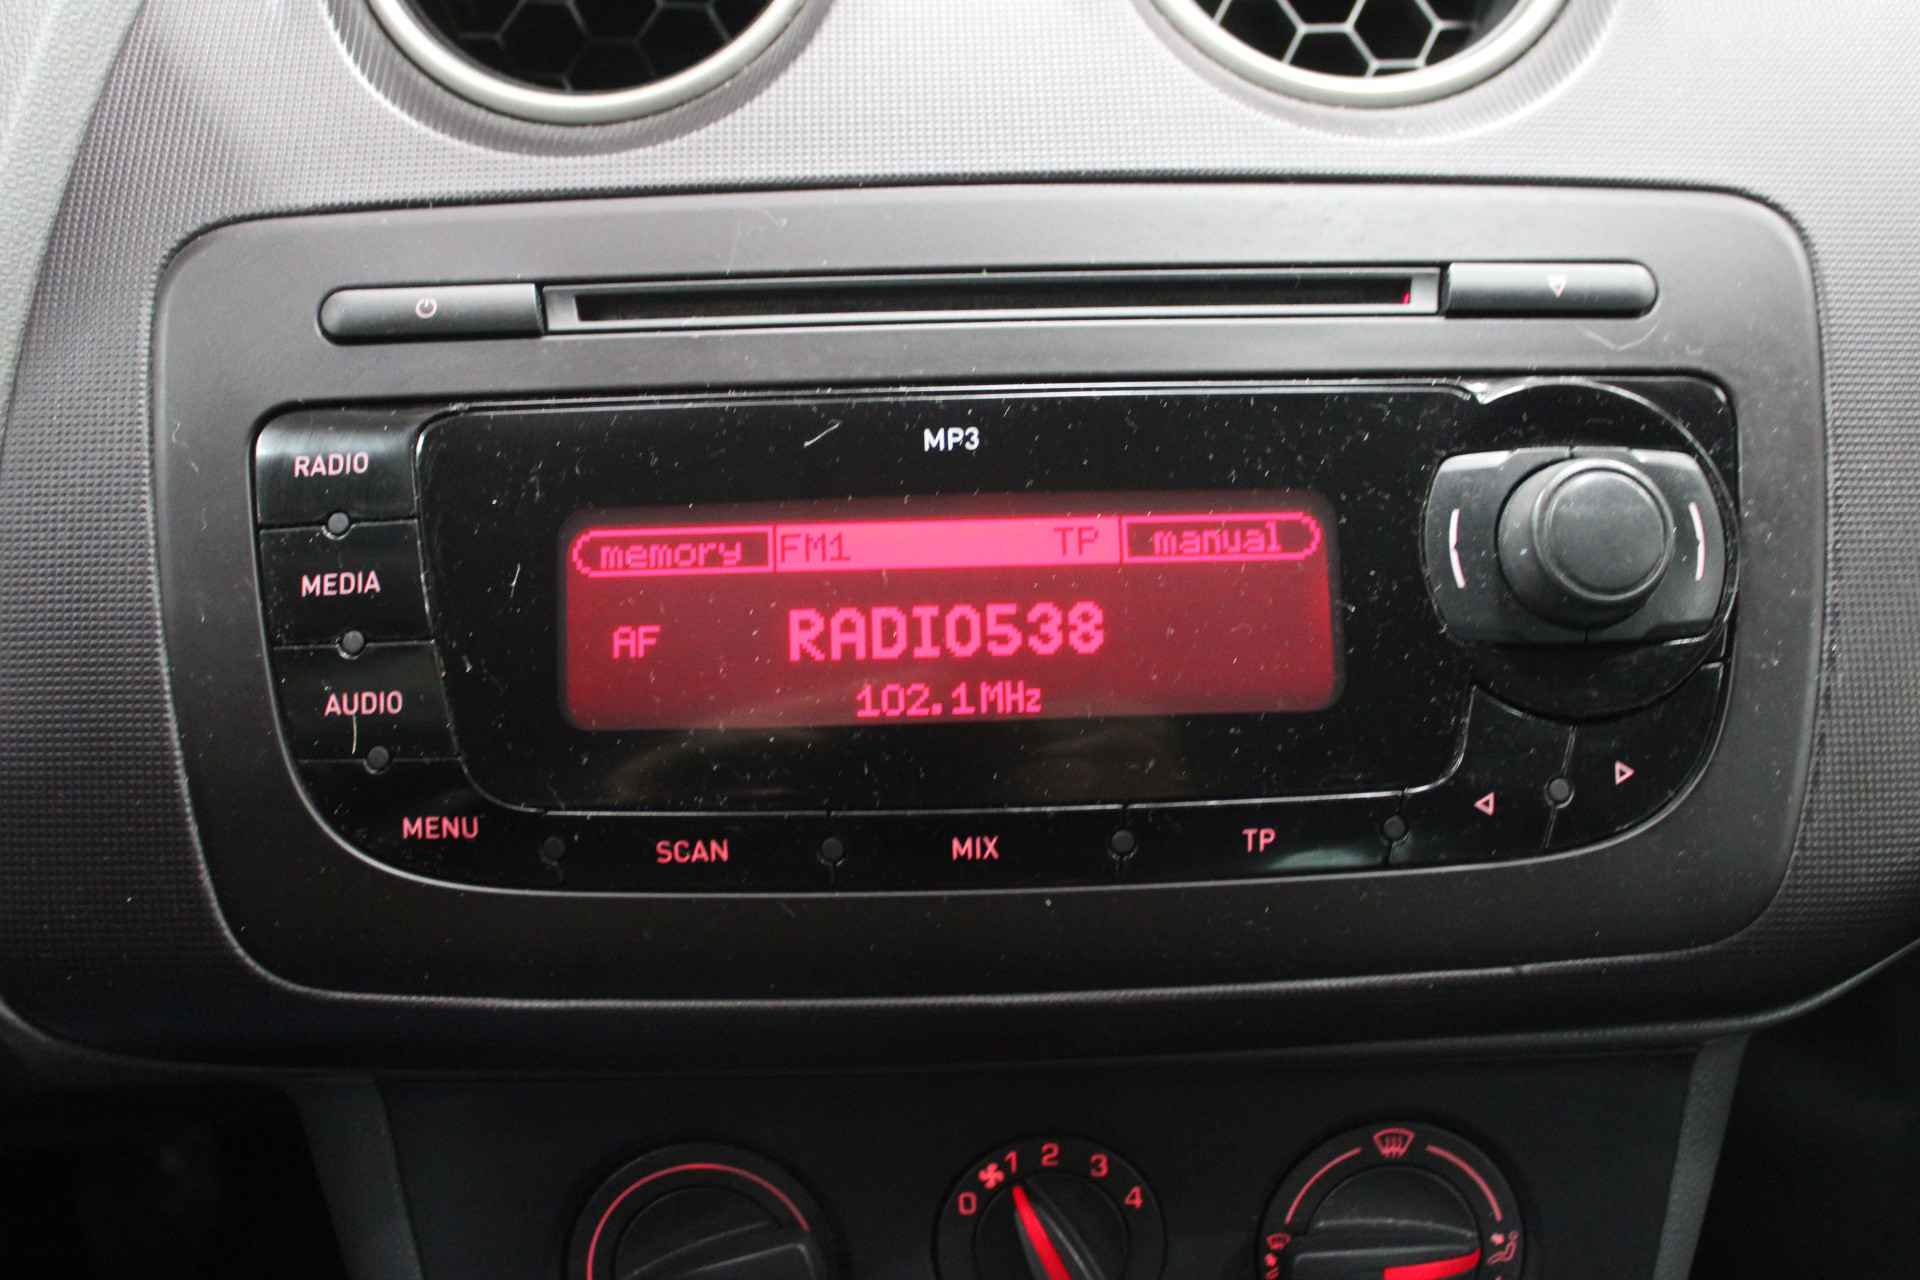 MP3
RADIO
memory FM1 TP manual
MEDIA
AF RADIO538
AUDIO
102.1MHz
MENU SCAN MIX TP
0 1 2 3 4